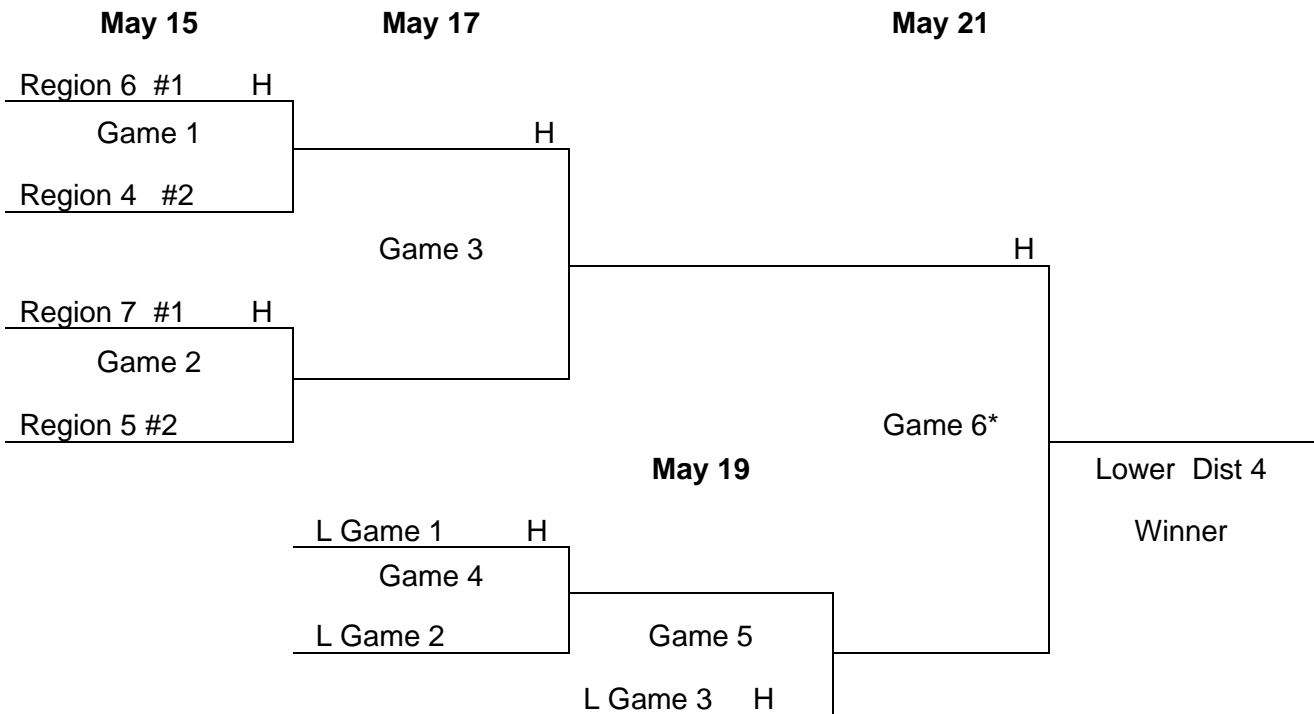 May 15 May 17 May 21
Region 6 #1 H
Game 1 H
Region 4 #2
Game 3 H
Region 7 #1 H
Game 2
Region 5 #2 Game 6*
May 19 Lower Dist 4
L Game 1 H Winner
Game 4
L Game 2 Game 5
L Game 3 H